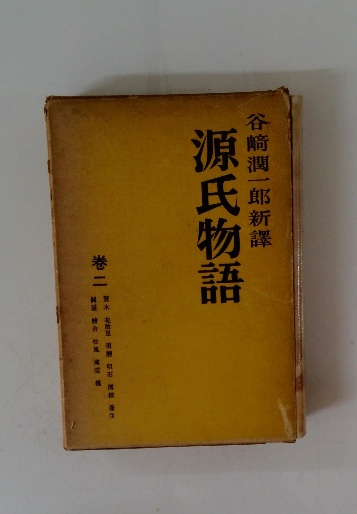 谷崎潤一郎新譯
源氏物語
卷二
賢木 花散里 須磨 明石 澪標 蓬生
關屋 繪合 松風 薄雲 槿